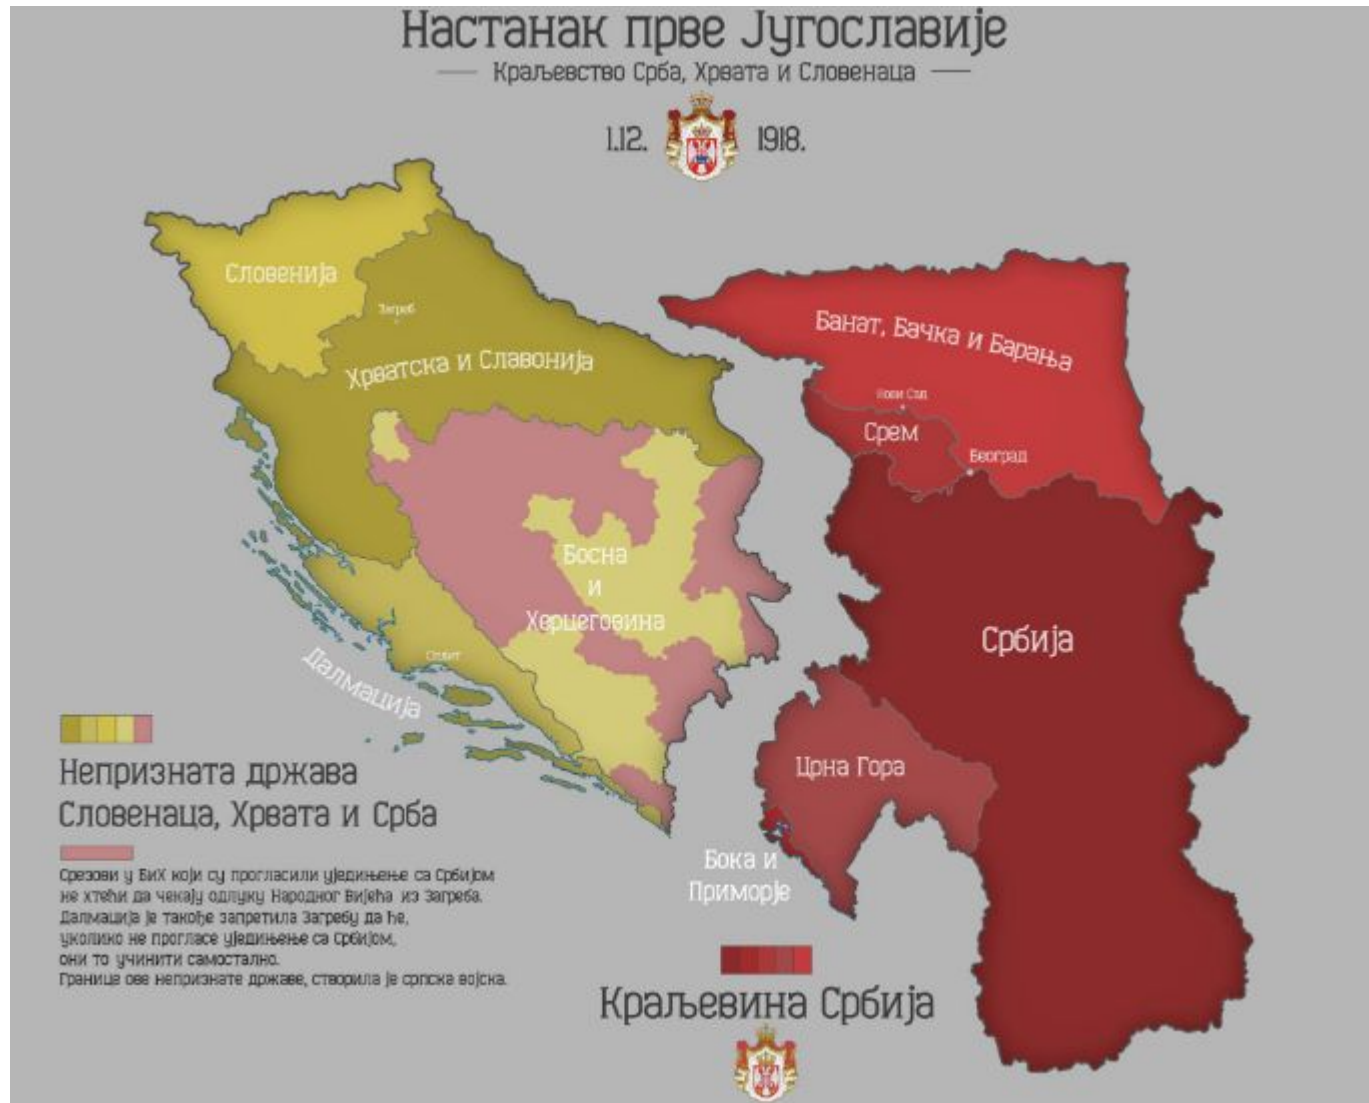 Настанак прве Југославије
Краљевство Срба, Хрвата и Словенаца
1.12. 1918.
Словенија
Загреб
Хрватска и Славонија
Босна
и
Херцеговина
Сплит
Далмација
Банат, Бачка и Барања
Нови Сад
Срем
Београд
Србија
Црна Гора
Бока и
Приморје
Непризната држава
Словенаца, Хрвата и Срба
Срезови у БиХ који су прогласили уједињење са Србијом
не хтећи да чекају одлуку Народног Вијећа из Загреба.
Далмација је такође запретила Загребу да ће,
уколико не прогласе уједињење са Србијом,
они то учинити самостално.
Границе ове непризнате државе, створила је српска војска.
Краљевина Србија